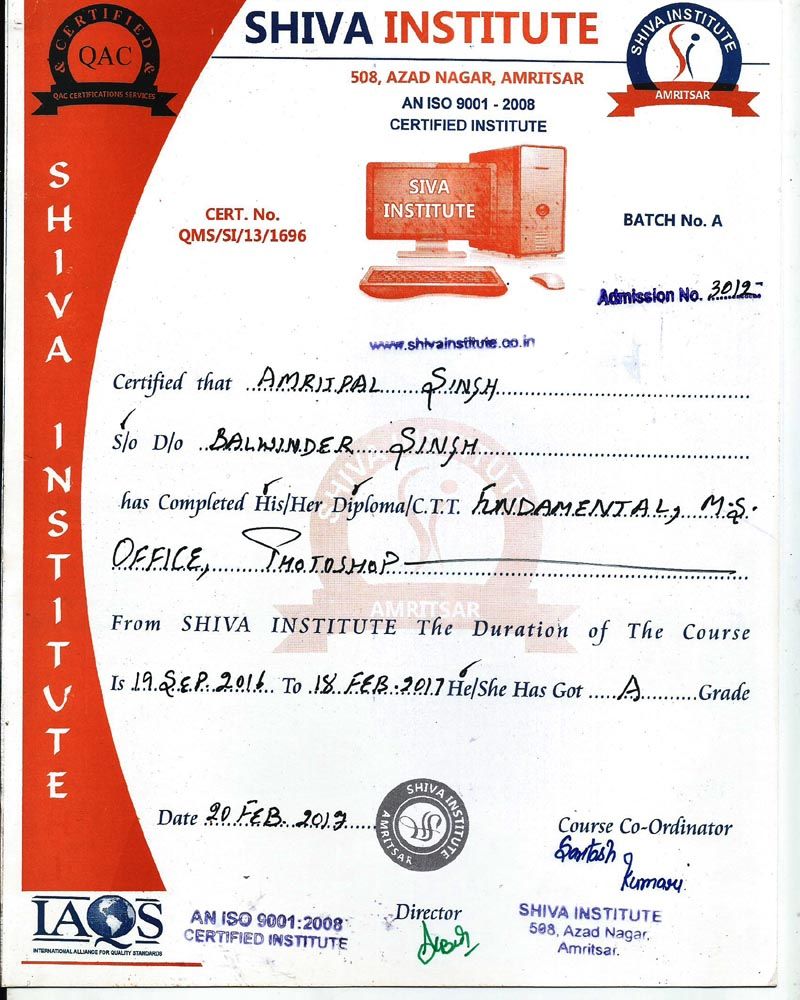 SHIVA INSTITUTE
508, AZAD NAGAR, AMRITSAR
AN ISO 9001 - 2008
CERTIFIED INSTITUTE
CERTIFIED & &
QAC
QAC CERTIFICATIONS SERVICES
SHIVA INSTITUTE
AMRITSAR
SHIVA INSTITUTE
CERT. No.
QMS/SI/13/1696
SIVA
INSTITUTE
BATCH No. A
Admission No. 3012
www.shivainstitute.co.in
Certified that AMRITPAL SINGH
S/o D/o BALWINDER SINGH
has Completed His/Her Diploma/C.T.T. FUNDAMENTAL, M.S.
OFFICE, PHOTOSHOP
SHIVA INSTITUTE
AMRITSAR
From SHIVA INSTITUTE The Duration of The Course
Is 19 SEP. 2016 To 18 FEB. 2017 He/She Has Got A Grade
Date 20 FEB. 2017
SHIVA INSTITUTE
AMRITSAR
Course Co-Ordinator
Santosh
Kumari
IAQS
INTERNATIONAL ALLIANCE FOR QUALITY STANDARDS
AN ISO 9001:2008
CERTIFIED INSTITUTE
Director
SHIVA INSTITUTE
508, Azad Nagar,
Amritsar.